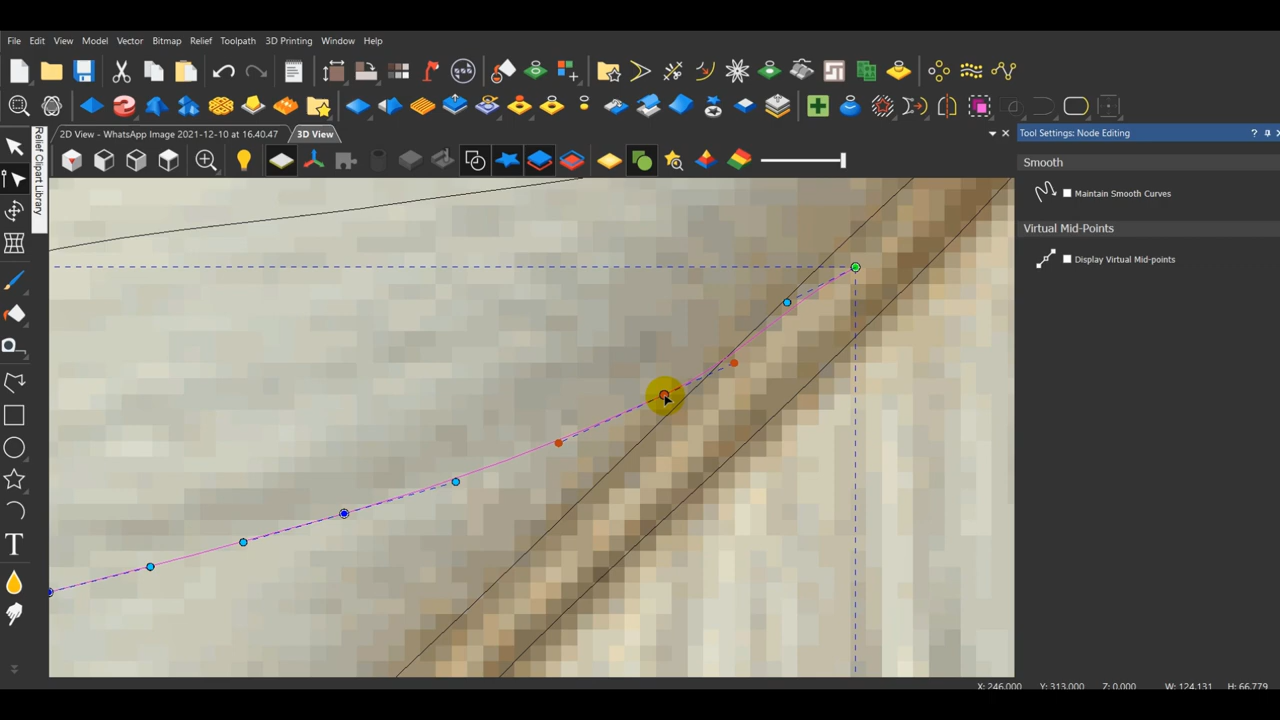 File Edit View Model Vector Bitmap Relief Toolpath 3D Printing Window Help
2D View - WhatsApp Image 2021-12-10 at 16.40.47 3D View
Tool Settings: Node Editing
Relief Clipart Library
Smooth
Maintain Smooth Curves
Virtual Mid-Points
Display Virtual Mid-points
X: 246.000 Y: 313.000 Z: 0.000 W: 124.131 H: 66.779